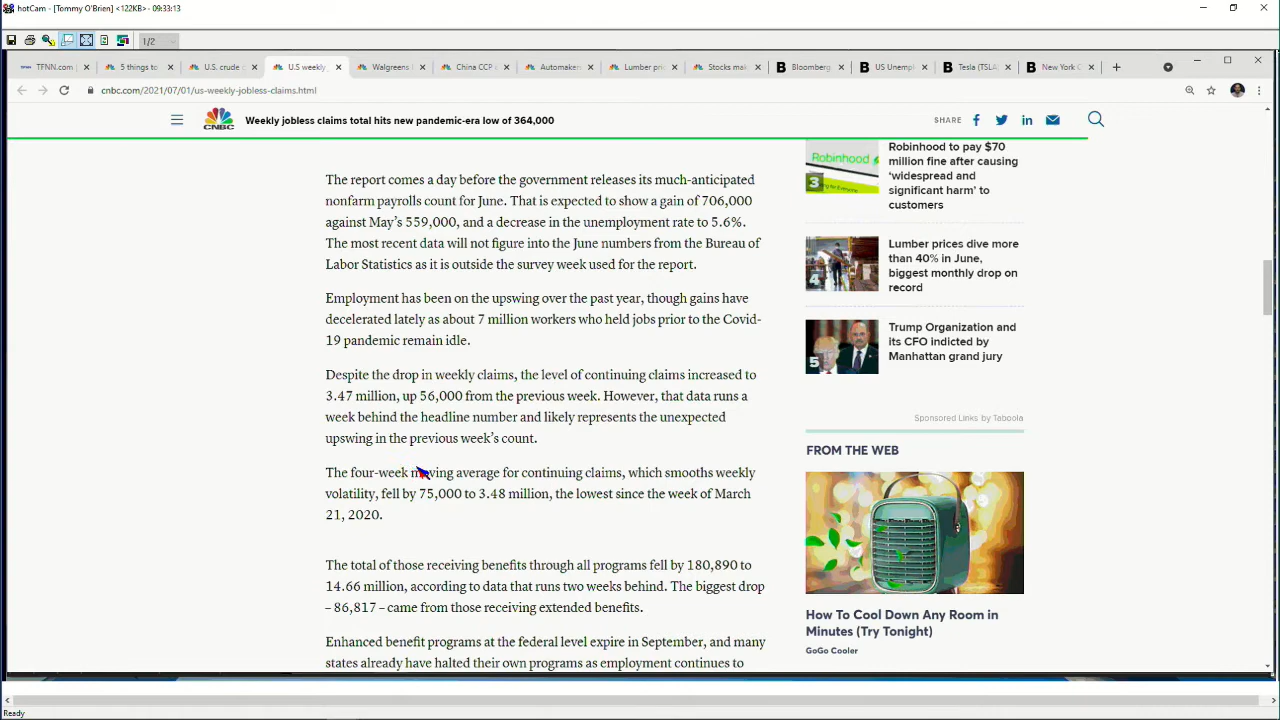 hotCam - [Tommy O'Brien] <122KB> - 09:33:13
1/2
TFNN.com
5 things to
U.S. crude
U.S weekly
Walgreens
China CCP
Automakers
Lumber pri
Stocks mak
Bloomberg
US Unempl
Tesla (TSLA)
New York C
cnbc.com/2021/07/01/us-weekly-jobless-claims.html
CNBC
Weekly jobless claims total hits new pandemic-era low of 364,000
SHARE
The report comes a day before the government releases its much-anticipated
nonfarm payrolls count for June. That is expected to show a gain of 706,000
against May's 559,000, and a decrease in the unemployment rate to 5.6%.
The most recent data will not figure into the June numbers from the Bureau of
Labor Statistics as it is outside the survey week used for the report.
Employment has been on the upswing over the past year, though gains have
decelerated lately as about 7 million workers who held jobs prior to the Covid-
19 pandemic remain idle.
Despite the drop in weekly claims, the level of continuing claims increased to
3.47 million, up 56,000 from the previous week. However, that data runs a
week behind the headline number and likely represents the unexpected
upswing in the previous week's count.
The four-week moving average for continuing claims, which smooths weekly
volatility, fell by 75,000 to 3.48 million, the lowest since the week of March
21, 2020.
The total of those receiving benefits through all programs fell by 180,890 to
14.66 million, according to data that runs two weeks behind. The biggest drop
– 86,817 – came from those receiving extended benefits.
Enhanced benefit programs at the federal level expire in September, and many
states already have halted their own programs as employment continues to
Robinhood
3
Robinhood to pay $70
million fine after causing
'widespread and
significant harm' to
customers
4
Lumber prices dive more
than 40% in June,
biggest monthly drop on
record
5
Trump Organization and
its CFO indicted by
Manhattan grand jury
Sponsored Links by Taboola
FROM THE WEB
How To Cool Down Any Room in
Minutes (Try Tonight)
GoGo Cooler
Ready